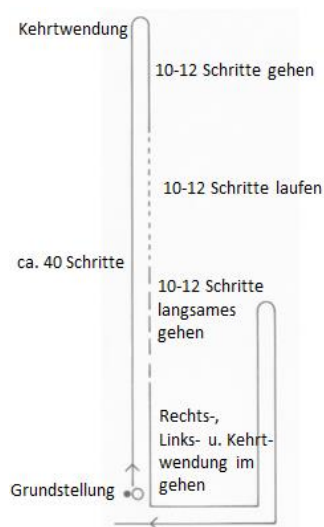 Kehrtwendung
10-12 Schritte gehen
10-12 Schritte laufen
ca. 40 Schritte
10-12 Schritte
langsames
gehen
Rechts-,
Links- u. Kehrt-
wendung im
gehen
Grundstellung